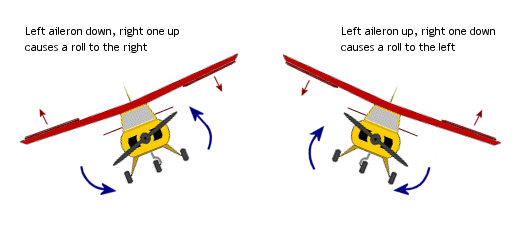 Left aileron down, right one up
causes a roll to the right
Left aileron up, right one down
causes a roll to the left